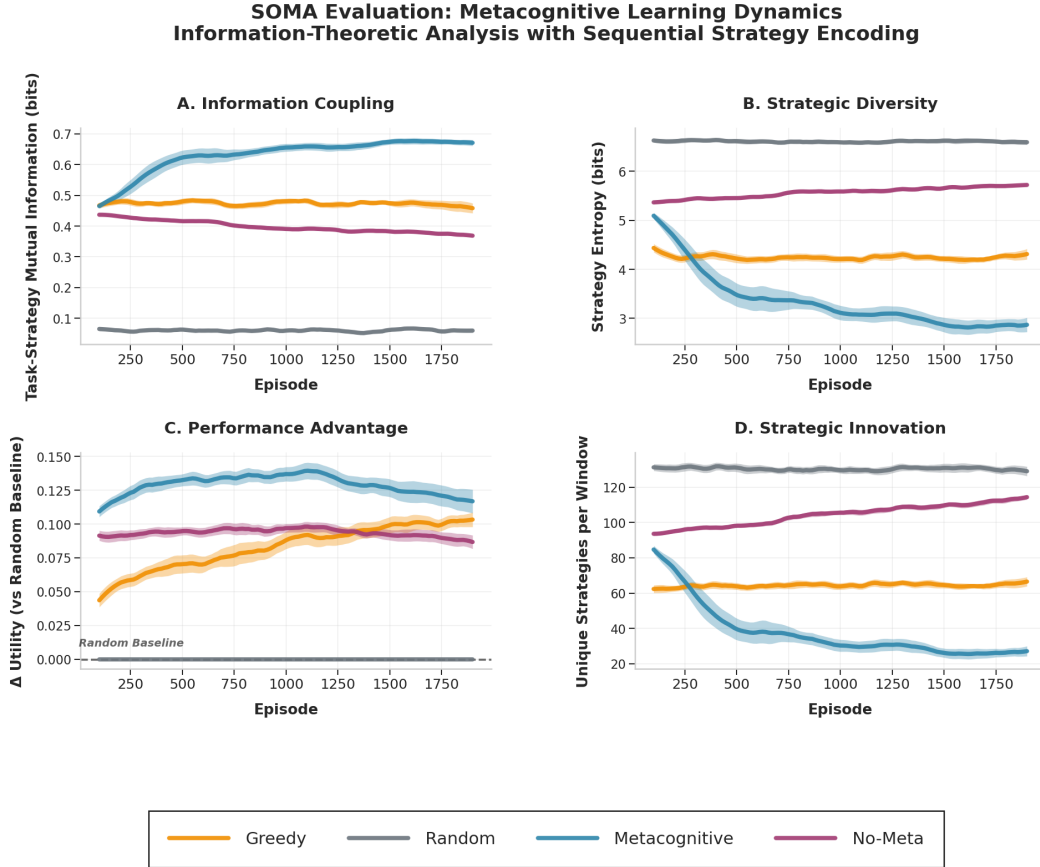 SOMA Evaluation: Metacognitive Learning Dynamics
Information-Theoretic Analysis with Sequential Strategy Encoding
A. Information Coupling
Task-Strategy Mutual Information (bits)
0.7
0.6
0.5
0.4
0.3
0.2
0.1
250 500 750 1000 1250 1500 1750
Episode
B. Strategic Diversity
Strategy Entropy (bits)
6
5
4
3
250 500 750 1000 1250 1500 1750
Episode
C. Performance Advantage
Δ Utility (vs Random Baseline)
0.150
0.125
0.100
0.075
0.050
0.025
0.000
Random Baseline
250 500 750 1000 1250 1500 1750
Episode
D. Strategic Innovation
Unique Strategies per Window
120
100
80
60
40
20
250 500 750 1000 1250 1500 1750
Episode
Greedy Random Metacognitive No-Meta